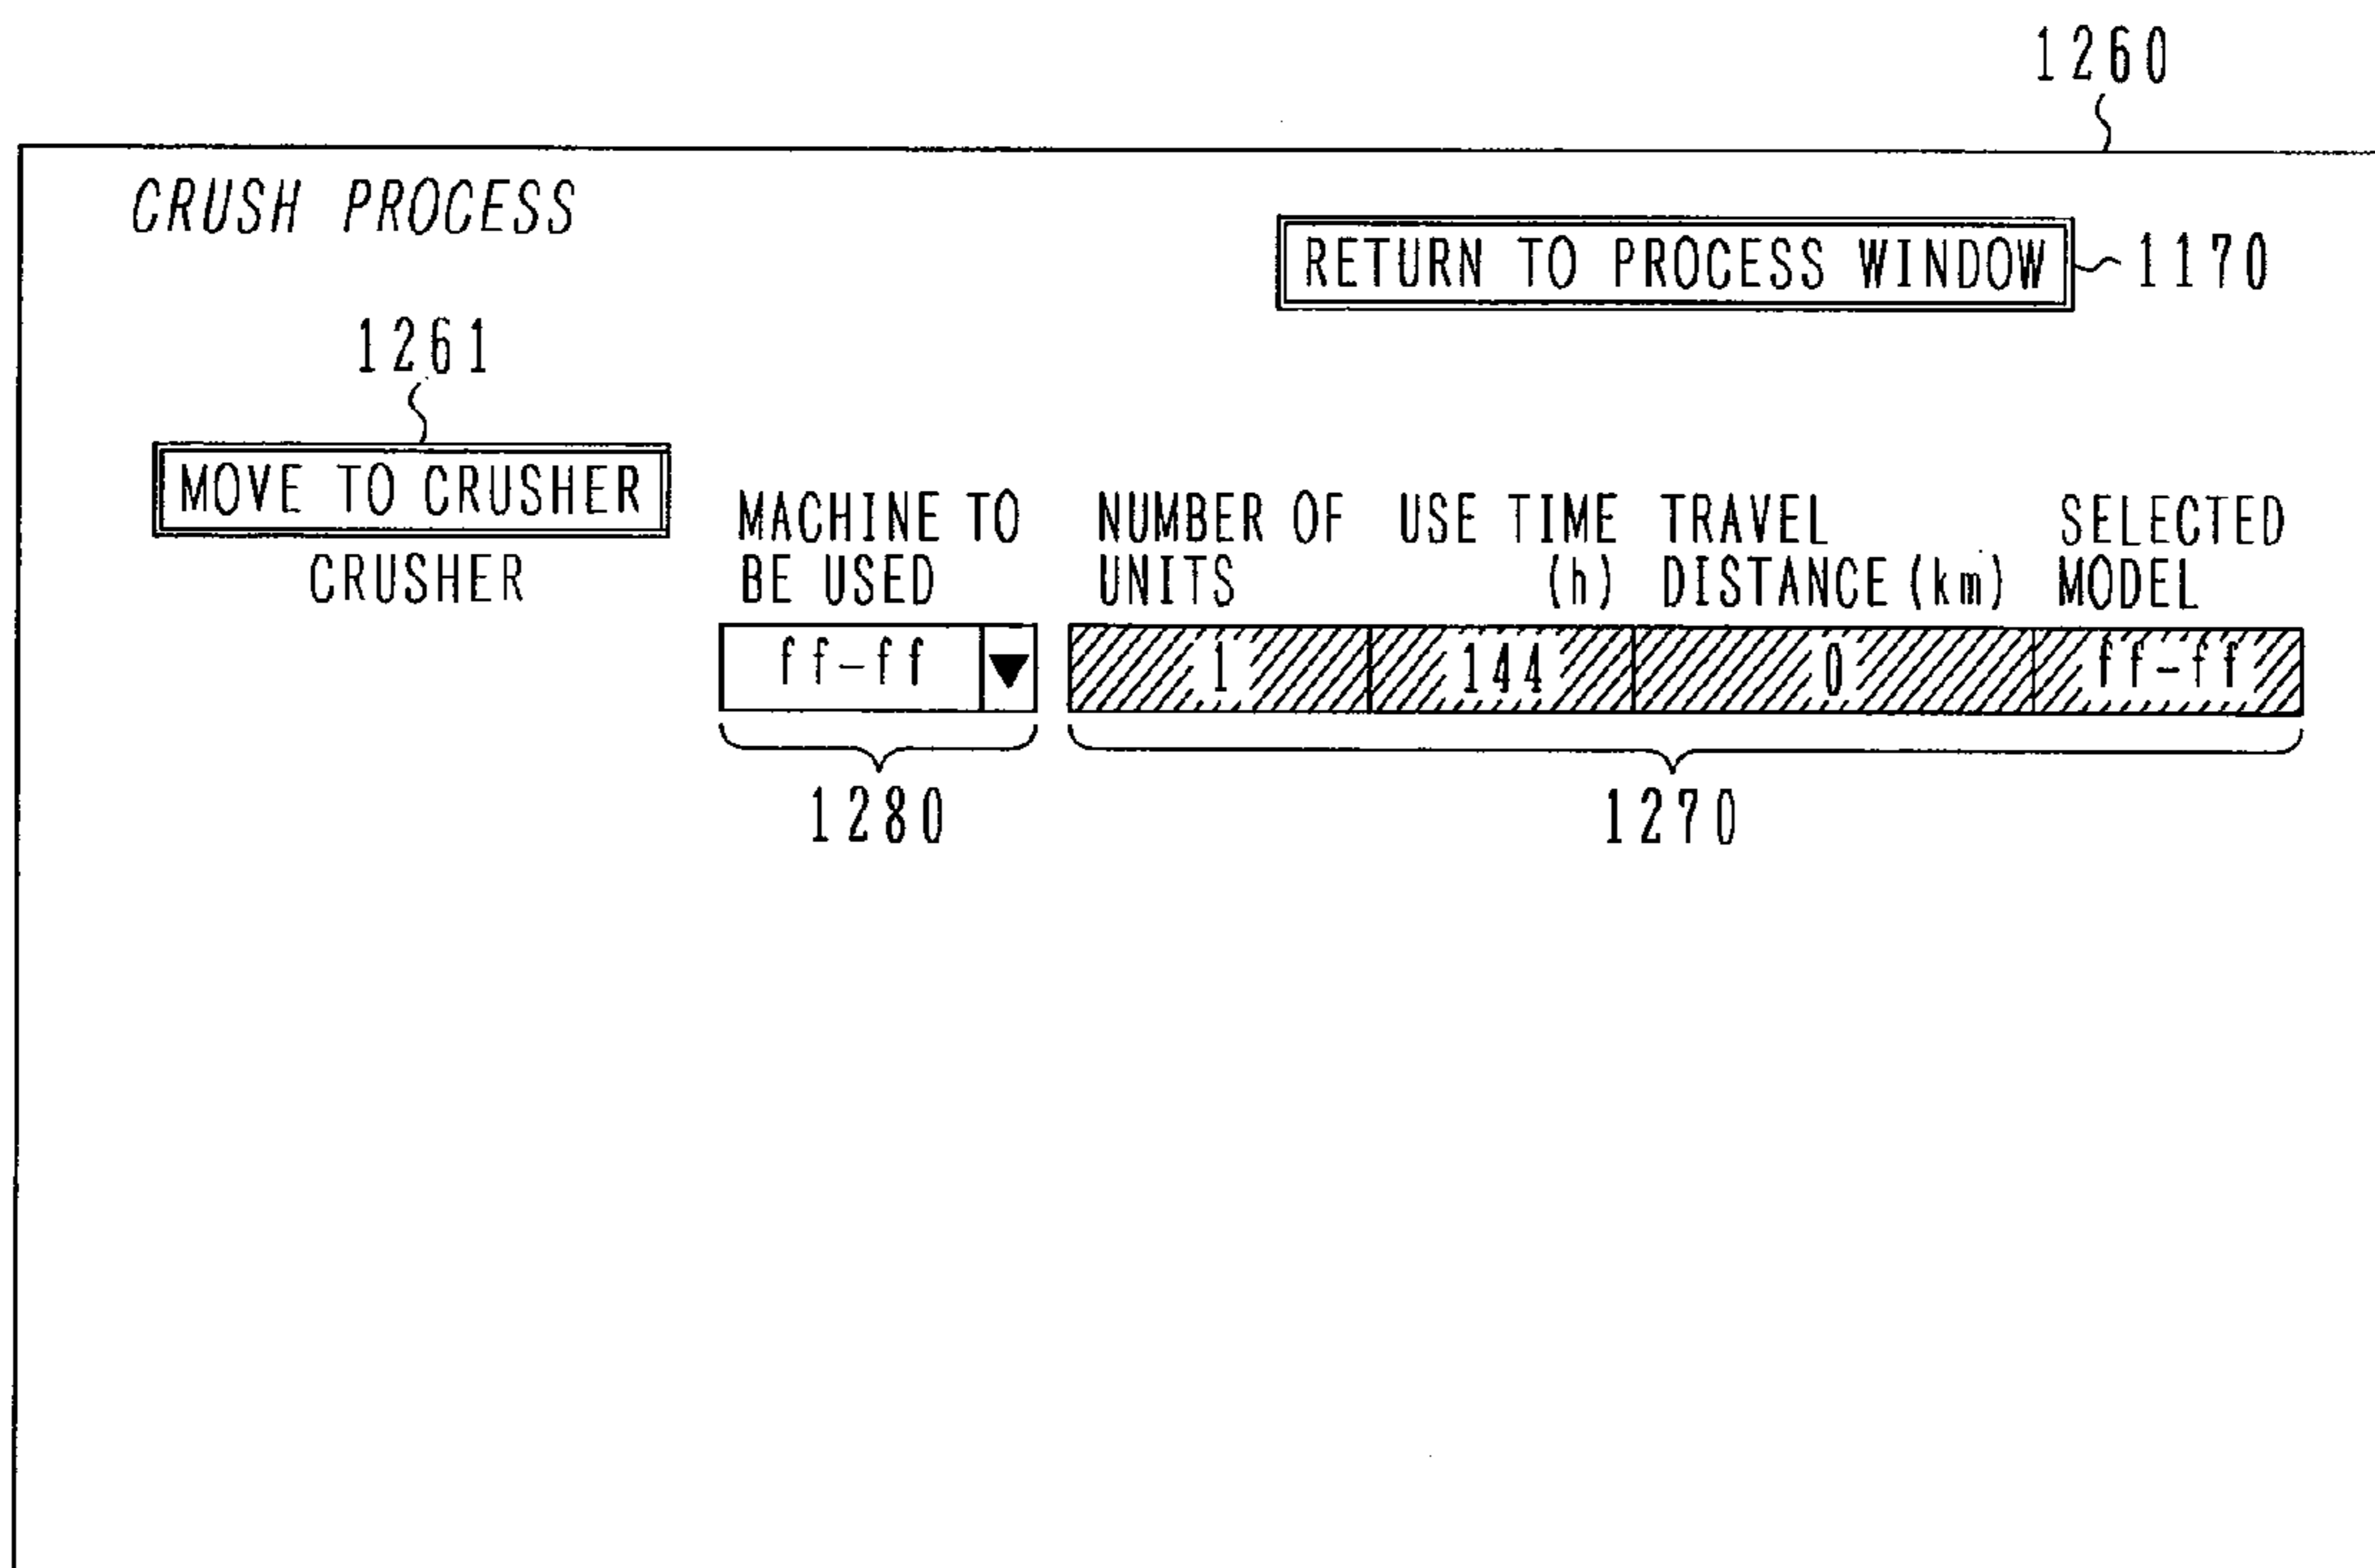 1260
CRUSH PROCESS
RETURN TO PROCESS WINDOW 1170
1261
MOVE TO CRUSHER
CRUSHER
MACHINE TO NUMBER OF USE TIME TRAVEL SELECTED
BE USED UNITS (h) DISTANCE (km) MODEL
ff-ff ▼ 1 144 0 ff-ff
1280 1270